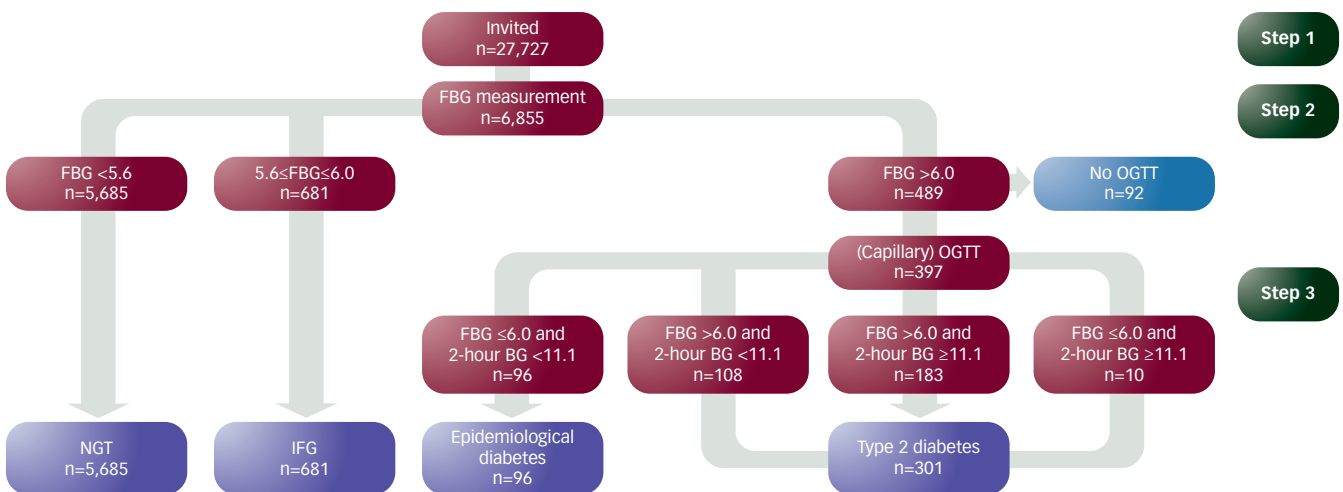 Invited
n=27,727
Step 1
FBG measurement
n=6,855
Step 2
FBG <5.6
n=5,685
5.6≤FBG≤6.0
n=681
FBG >6.0
n=489
No OGTT
n=92
(Capillary) OGTT
n=397
Step 3
FBG ≤6.0 and
2-hour BG <11.1
n=96
FBG >6.0 and
2-hour BG <11.1
n=108
FBG >6.0 and
2-hour BG ≥11.1
n=183
FBG ≤6.0 and
2-hour BG ≥11.1
n=10
NGT
n=5,685
IFG
n=681
Epidemiological
diabetes
n=96
Type 2 diabetes
n=301